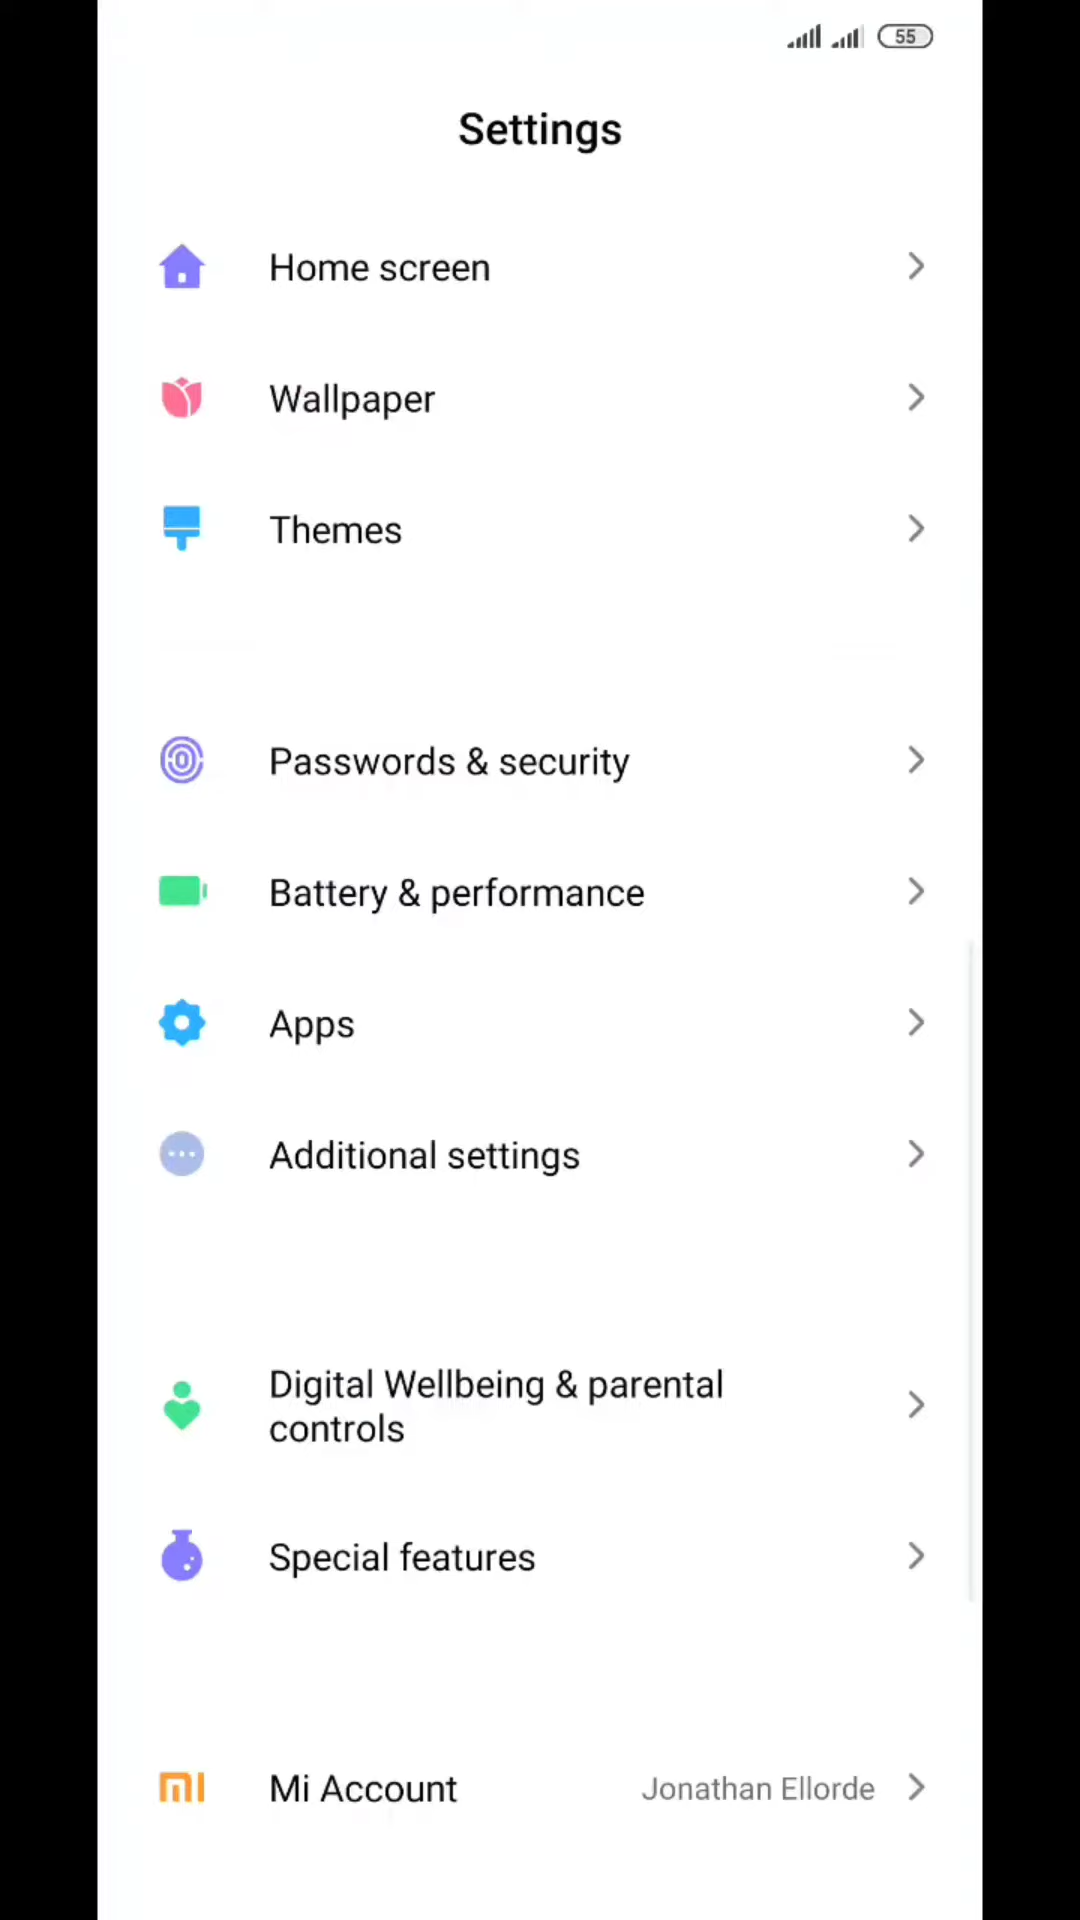 55
Settings
Home screen
Wallpaper
Themes
Passwords & security
Battery & performance
Apps
Additional settings
Digital Wellbeing & parental
controls
Special features
Mi Account Jonathan Ellorde